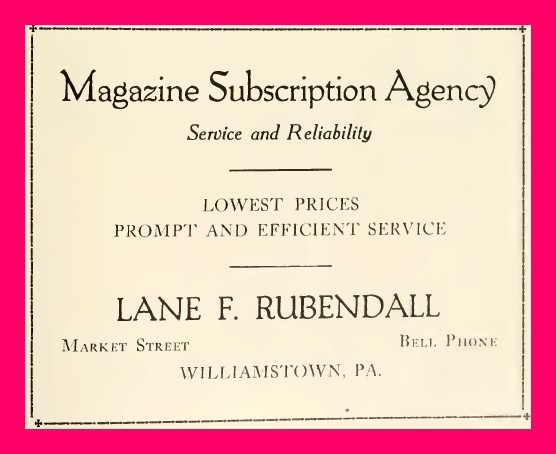 Magazine Subscription Agency
Service and Reliability
LOWEST PRICES
PROMPT AND EFFICIENT SERVICE
LANE F. RUBENDALL
MARKET STREET BELL PHONE
WILLIAMSTOWN, PA.